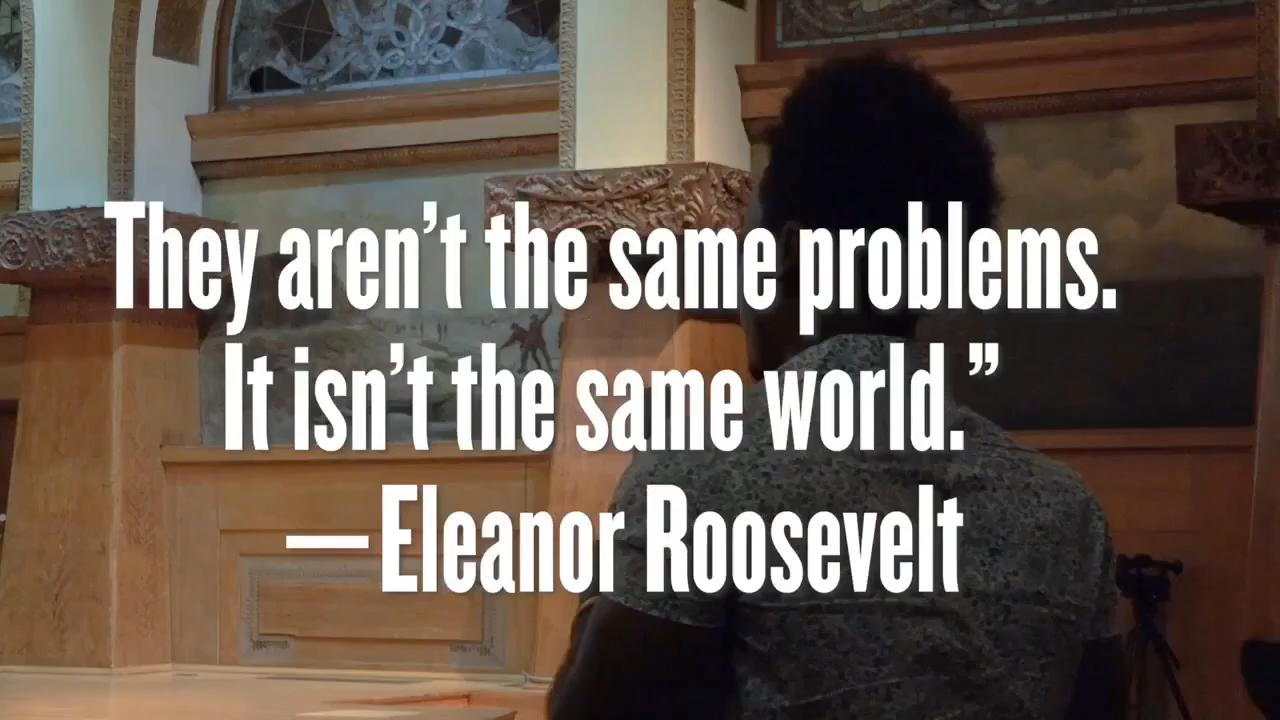 They aren’t the same problems.
It isn’t the same world.”
—Eleanor Roosevelt